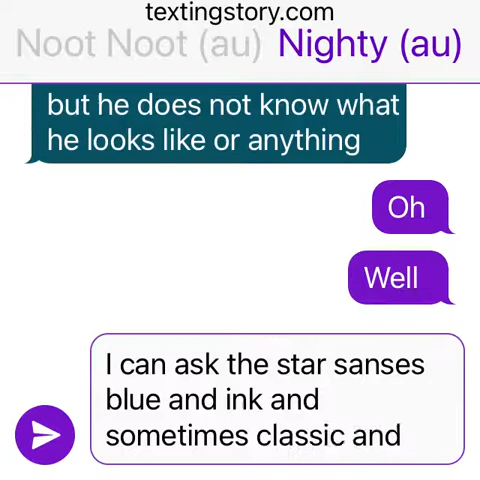 textingstory.com
Noot Noot (au) Nighty (au)
but he does not know what
he looks like or anything
Oh
Well
I can ask the star sanses
blue and ink and
sometimes classic and